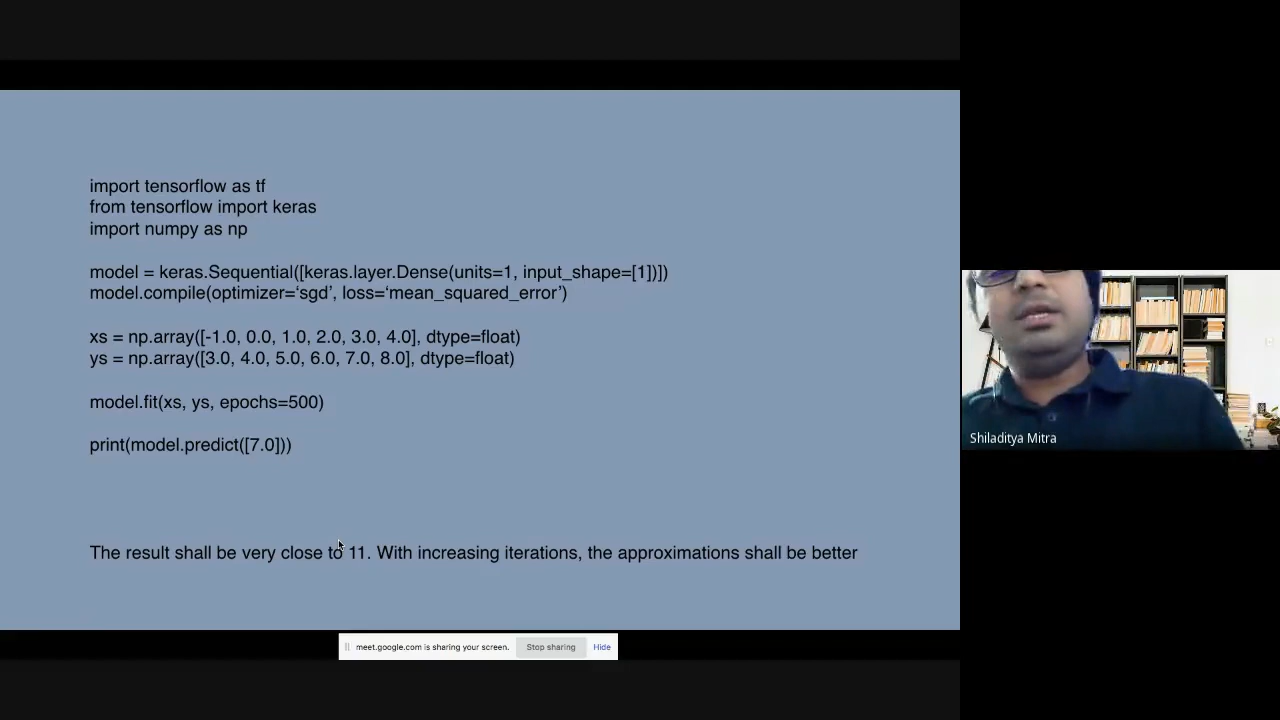 import tensorflow as tf
from tensorflow import keras
import numpy as np
model = keras.Sequential([keras.layer.Dense(units=1, input_shape=[1])])
model.compile(optimizer=‘sgd’, loss=‘mean_squared_error’)
xs = np.array([-1.0, 0.0, 1.0, 2.0, 3.0, 4.0], dtype=float)
ys = np.array([3.0, 4.0, 5.0, 6.0, 7.0, 8.0], dtype=float)
model.fit(xs, ys, epochs=500)
print(model.predict([7.0]))
The result shall be very close to 11. With increasing iterations, the approximations shall be better
Shiladitya Mitra
meet.google.com is sharing your screen. Stop sharing Hide